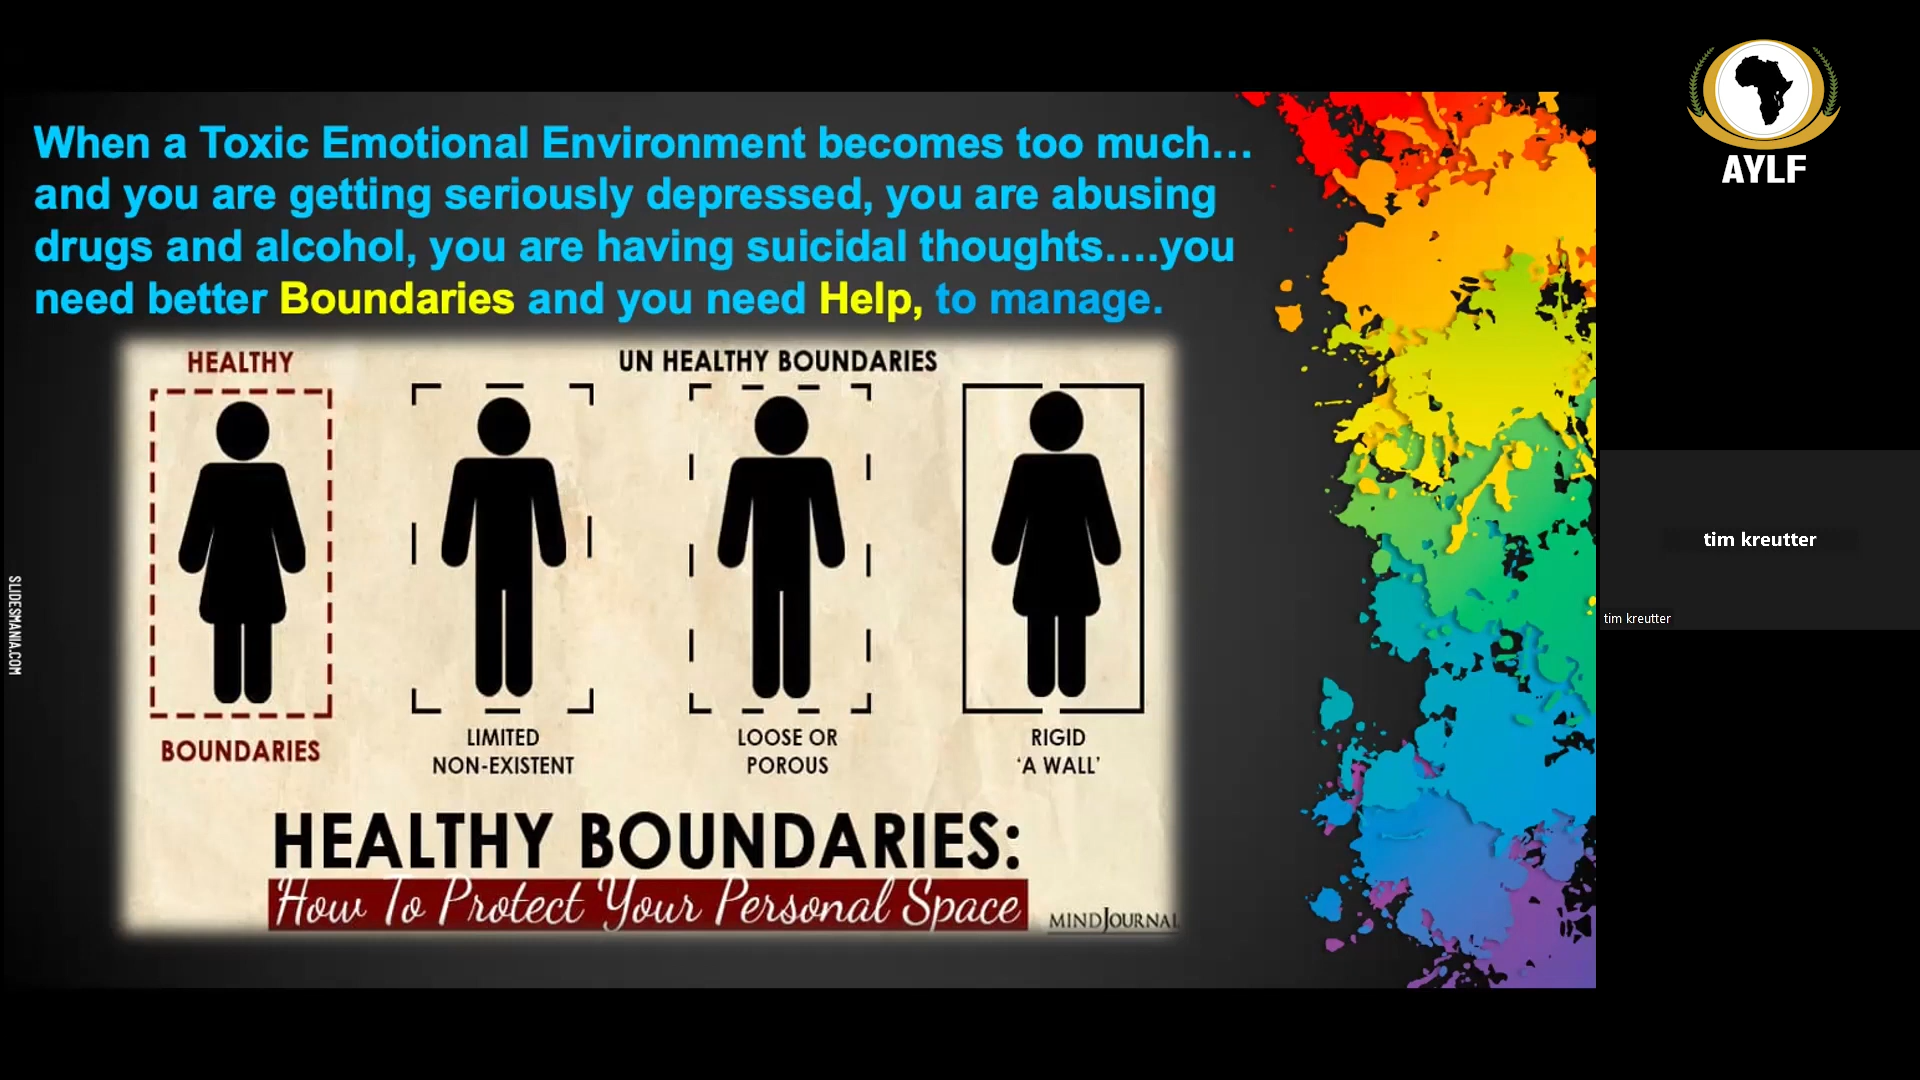 When a Toxic Emotional Environment becomes too much…
and you are getting seriously depressed, you are abusing
drugs and alcohol, you are having suicidal thoughts….you
need better Boundaries and you need Help, to manage.
HEALTHY
UN HEALTHY BOUNDARIES
BOUNDARIES
LIMITED
NON-EXISTENT
LOOSE OR
POROUS
RIGID
‘A WALL’
HEALTHY BOUNDARIES:
How To Protect Your Personal Space
MINDJOURNAL
SLIDESMANIA.COM
AYLF
tim kreutter
tim kreutter